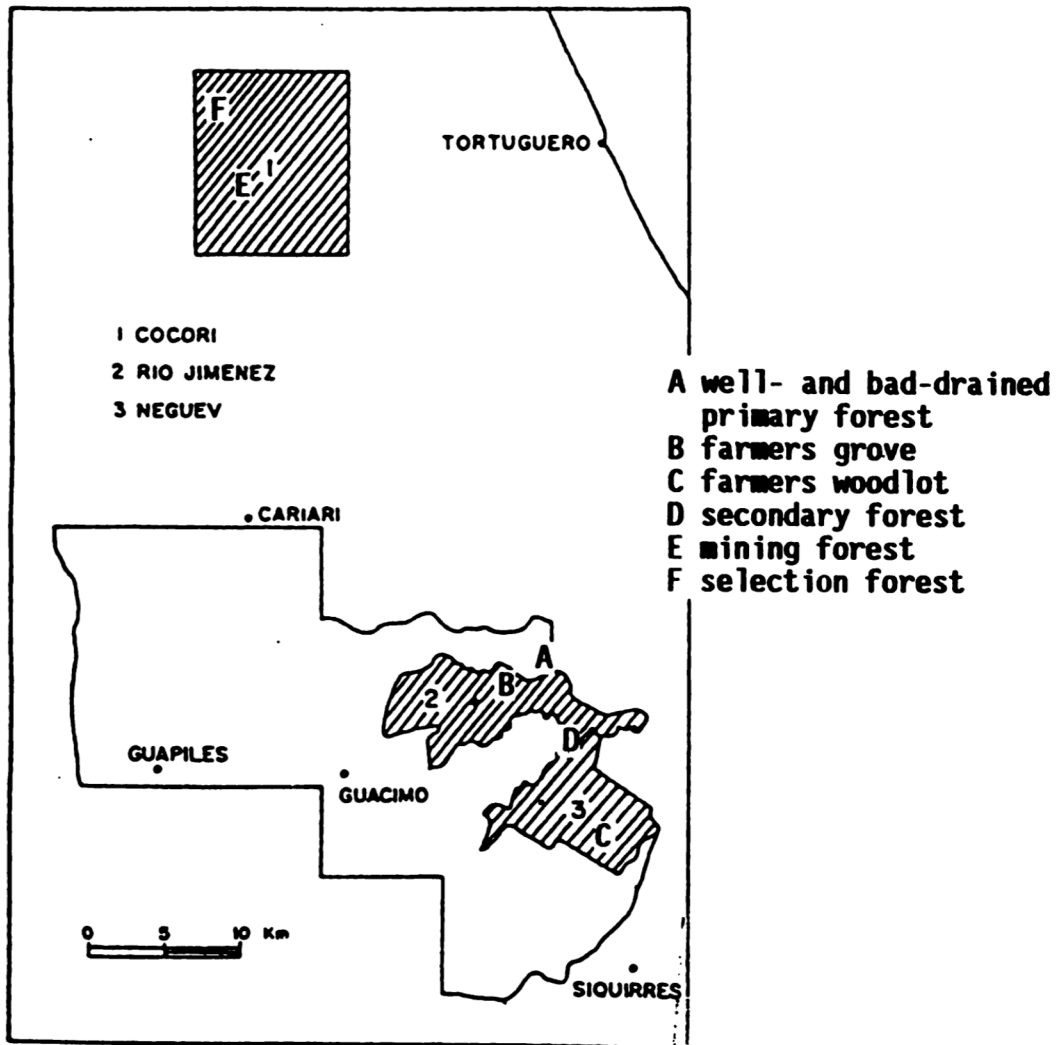 F
TORTUGUERO
E 1
1 COCORI
2 RIO JIMENEZ
3 NEGUEV
A well- and bad-drained
primary forest
B farmers grove
C farmers woodlot
D secondary forest
E mining forest
F selection forest
CARIARI
A
2 B
D
GUAPILES
GUACIMO
3
C
0 5 10 Km
SIQUIRRES